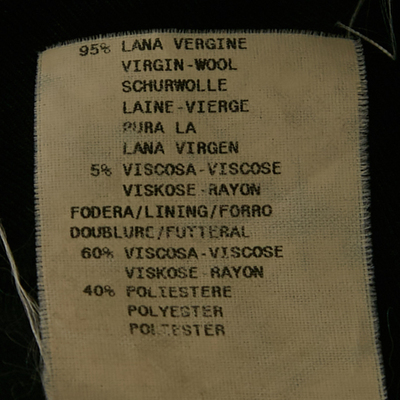 95% LANA VERGINE
VIRGIN-WOOL
SCHURWOLLE
LAINE-VIERGE
PURA LA
LANA VIRGEN
5% VISCOSA-VISCOSE
VISKOSE-RAYON
FODERA/LINING/FORRO
DOUBLURE/FUTTERAL
60% VISCOSA-VISCOSE
VISKOSE-RAYON
40% POLIESTERE
POLYESTER
POLIESTER